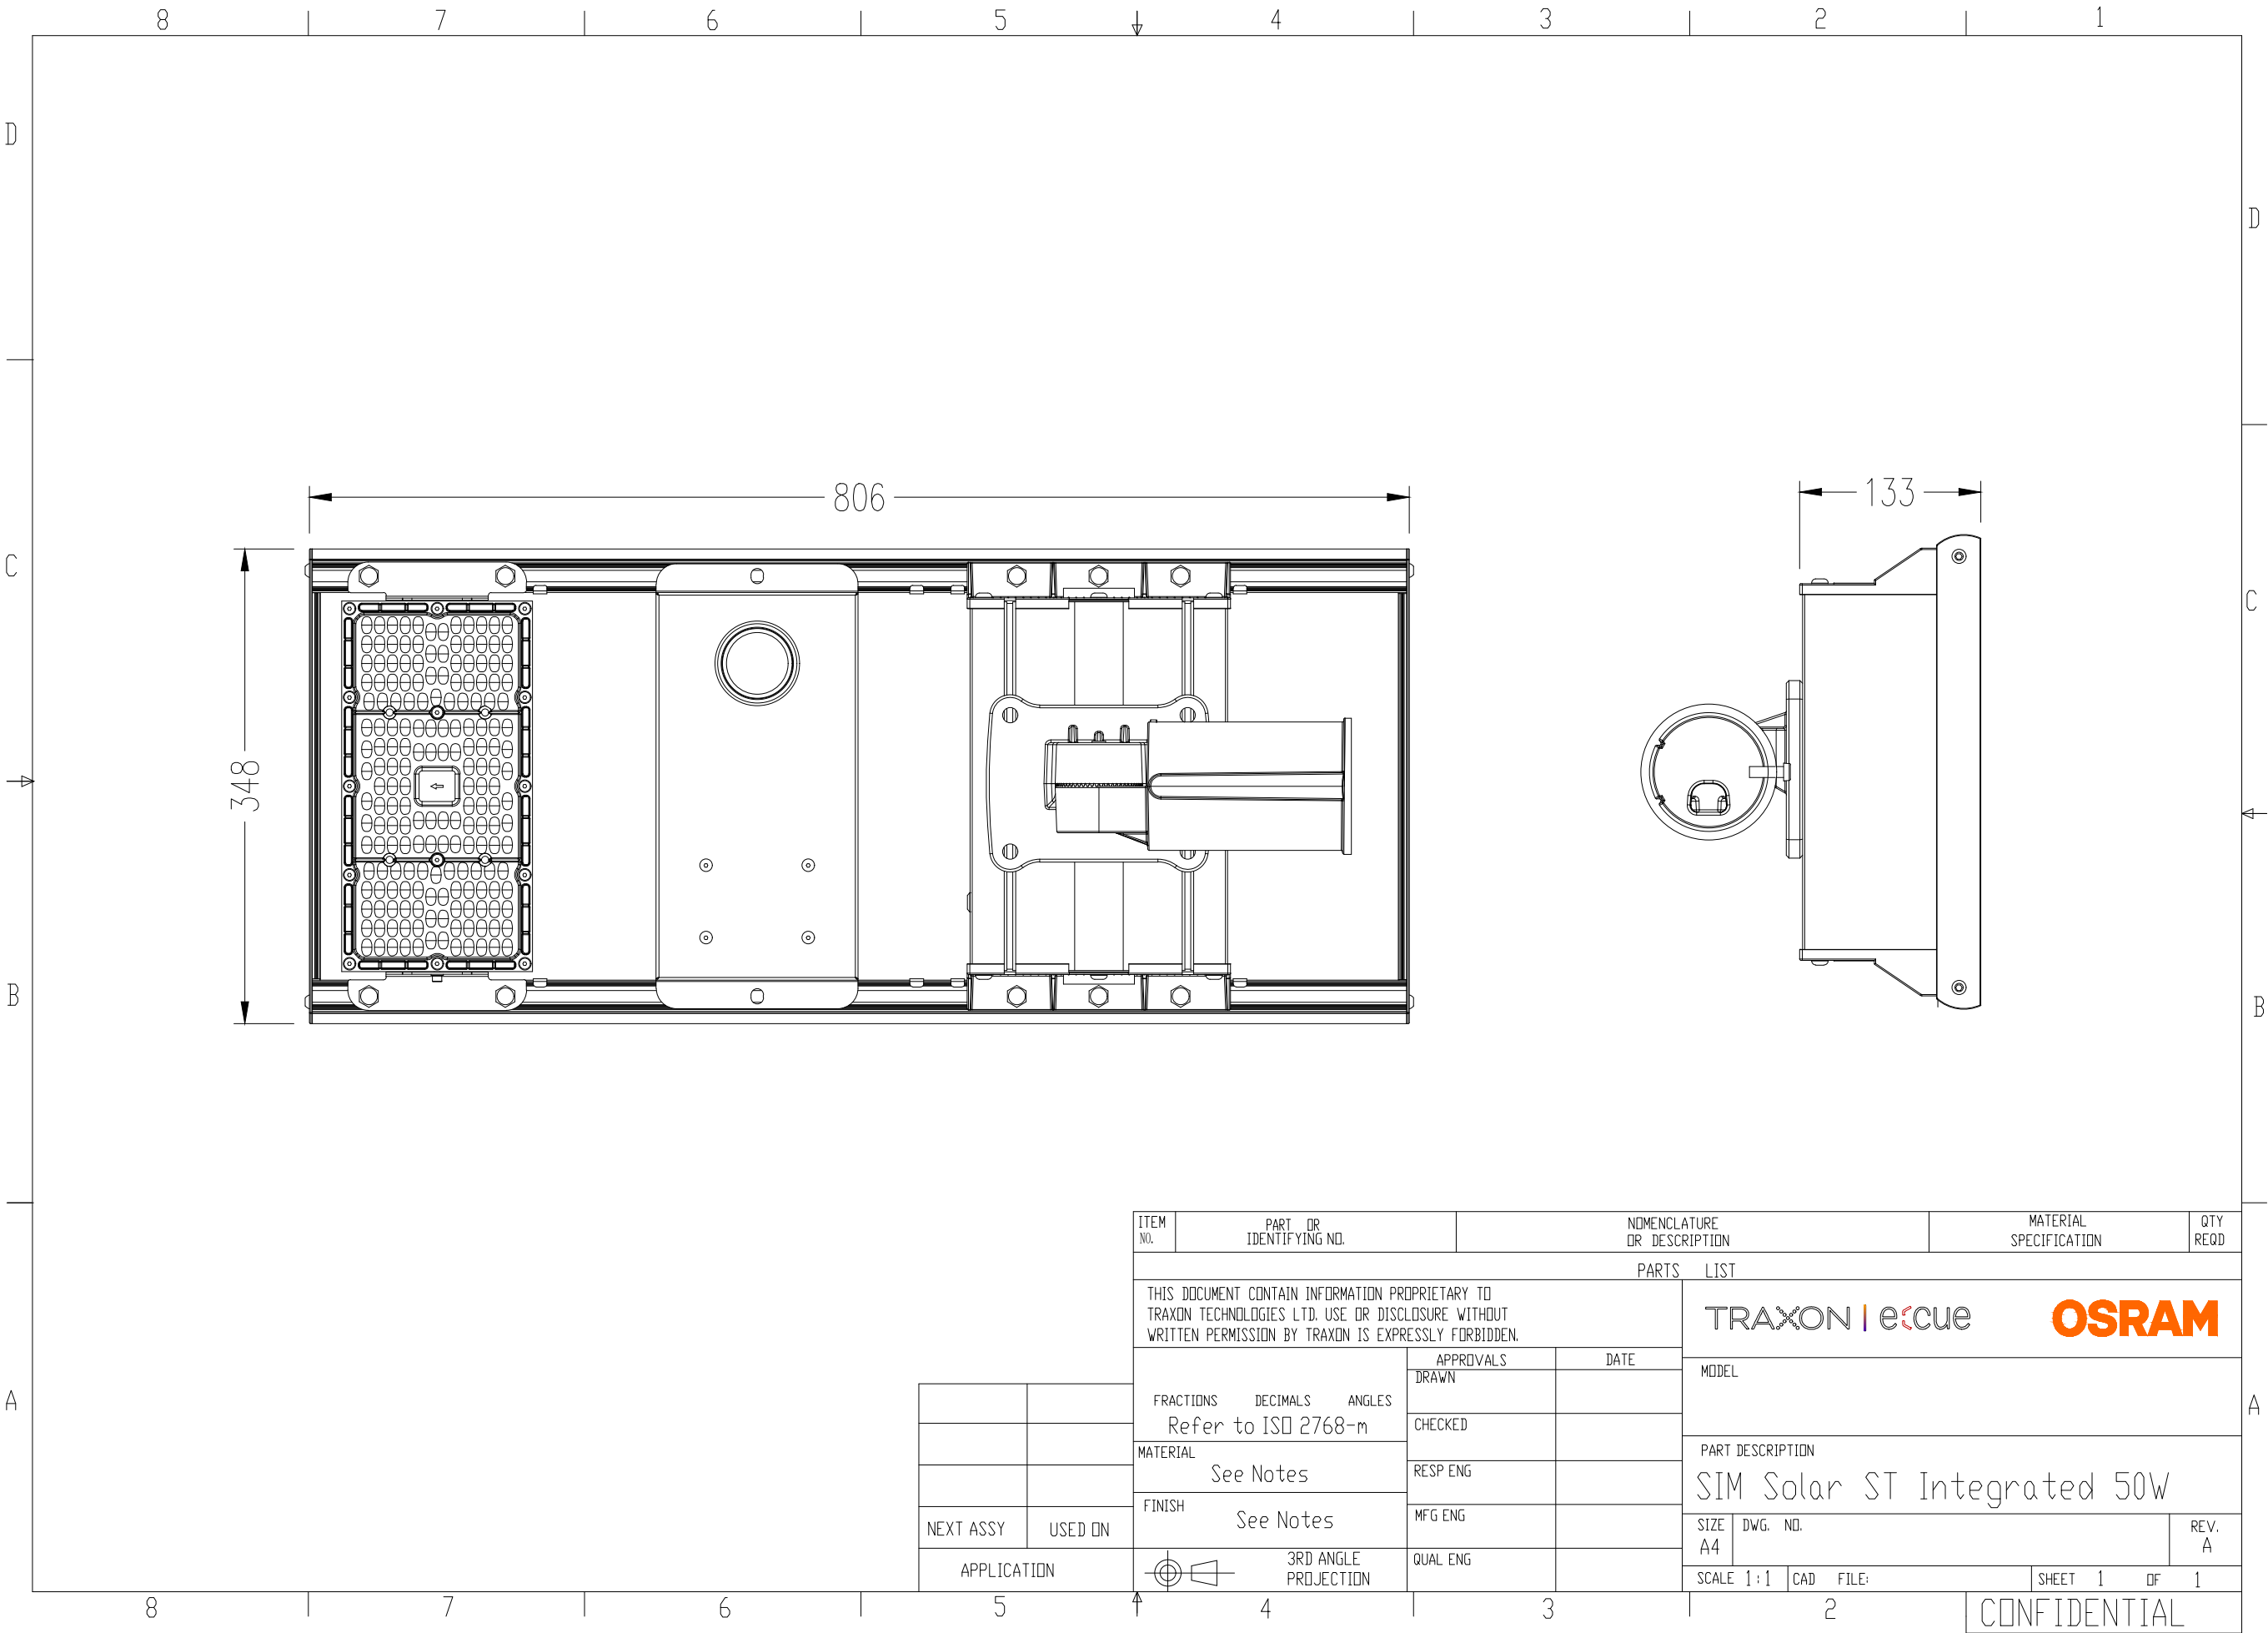 8 7 6 5 4 3 2 1
D
D
806
133
C
C
348
B
B
ITEM NO. PART OR IDENTIFYING NO. NOMENCLATURE OR DESCRIPTION MATERIAL SPECIFICATION QTY REQD
PARTS LIST
THIS DOCUMENT CONTAIN INFORMATION PROPRIETARY TO
TRAXON TECHNOLOGIES LTD. USE OR DISCLOSURE WITHOUT
WRITTEN PERMISSION BY TRAXON IS EXPRESSLY FORBIDDEN.
TRAXON | e:cue OSRAM
APPROVALS DATE
MODEL
DRAWN
FRACTIONS DECIMALS ANGLES
Refer to ISO 2768-m
CHECKED
A
A
MATERIAL
See Notes
RESP ENG
PART DESCRIPTION
SIM Solar ST Integrated 50W
FINISH
See Notes
MFG ENG
NEXT ASSY USED ON
SIZE
A4
DWG. NO.
REV.
A
APPLICATION
3RD ANGLE
PROJECTION
QUAL ENG
SCALE 1:1 CAD FILE: SHEET 1 OF 1
8 7 6 5 4 3 2
CONFIDENTIAL